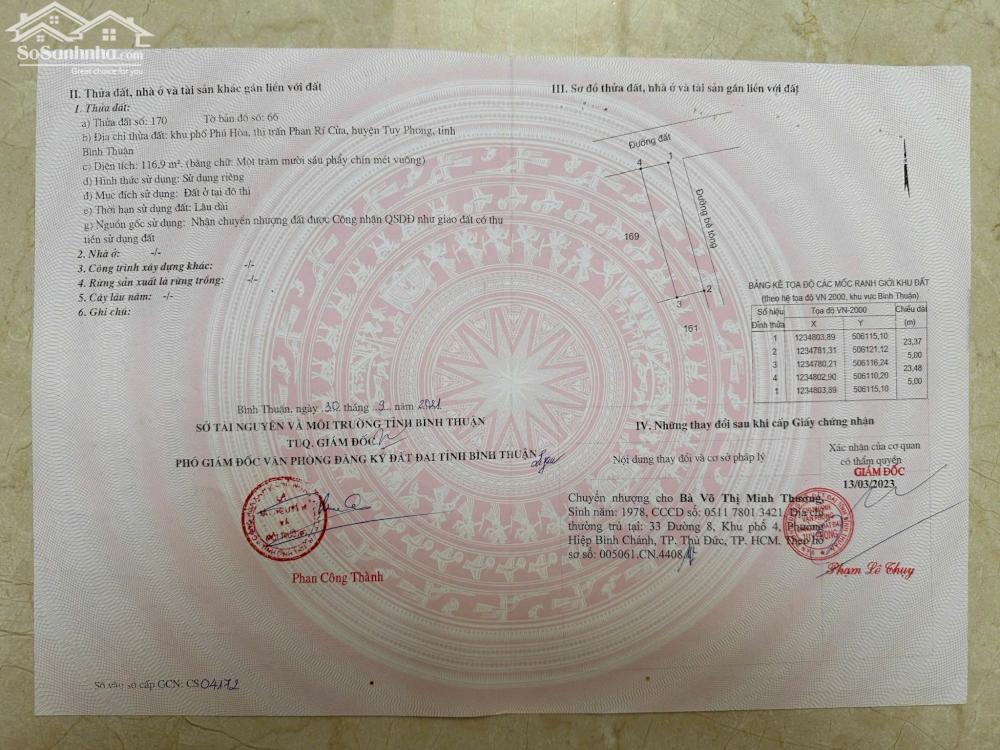 SoSanhnha.com
Great choice for you
II. Thửa đất, nhà ở và tài sản khác gắn liền với đất
1. Thửa đất:
a) Thửa đất số: 170 Tờ bản đồ số: 66
b) Địa chỉ thửa đất: khu phố Phú Hòa, thị trấn Phan Rí Cửa, huyện Tuy Phong, tỉnh
Bình Thuận
c) Diện tích: 116,9 m². (bằng chữ: Một trăm mười sáu phẩy chín mét vuông)
d) Hình thức sử dụng: Sử dụng riêng
đ) Mục đích sử dụng: Đất ở tại đô thị
e) Thời hạn sử dụng đất: Lâu dài
g) Nguồn gốc sử dụng: Nhận chuyển nhượng đất được Công nhận QSDĐ như giao đất có thu
tiền sử dụng đất
2. Nhà ở: -/-
3. Công trình xây dựng khác: -/-
4. Rừng sản xuất là rừng trồng: -/-
5. Cây lâu năm: -/-
6. Ghi chú:
Bình Thuận, ngày 30 tháng 9 năm 2021
SỞ TÀI NGUYÊN VÀ MÔI TRƯỜNG TỈNH BÌNH THUẬN
TUQ. GIÁM ĐỐC
PHÓ GIÁM ĐỐC VĂN PHÒNG ĐĂNG KÝ ĐẤT ĐAI TỈNH BÌNH THUẬN
Phan Công Thành
Số vào sổ cấp GCN: CS 04172
III. Sơ đồ thửa đất, nhà ở và tài sản gắn liền với đất
Đường đất
4 1
Đường bê tông
169
2
3
161
BẢNG KÊ TỌA ĐỘ CÁC MỐC RANH GIỚI KHU ĐẤT
(theo hệ tọa độ VN 2000, khu vực Bình Thuận)
Số hiệu Tọa độ VN-2000 Chiều dài
Đỉnh thửa X Y (m)
1 1234803,89 506115,10
23,37
2 1234781,31 506121,12
5,00
3 1234780,21 506116,24
23,48
4 1234802,90 506110,20
5,00
1 1234803,89 506115,10
IV. Những thay đổi sau khi cấp Giấy chứng nhận
Nội dung thay đổi và cơ sở pháp lý
Xác nhận của cơ quan
có thẩm quyền
GIÁM ĐỐC
13/03/2023
Chuyển nhượng cho Bà Võ Thị Minh Thương,
Sinh năm: 1978, CCCD số: 0511 7801 3421, Địa chỉ
thường trú tại: 33 Đường 8, Khu phố 4, Phường
Hiệp Bình Chánh, TP. Thủ Đức, TP. HCM. Theo hồ
sơ số: 005061.CN.4408
Phạm Lê Thụy